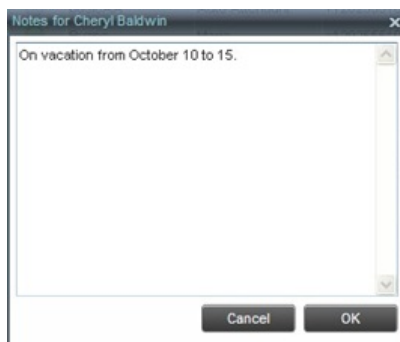 Notes for Cheryl Baldwin
On vacation from October 10 to 15.
Cancel OK